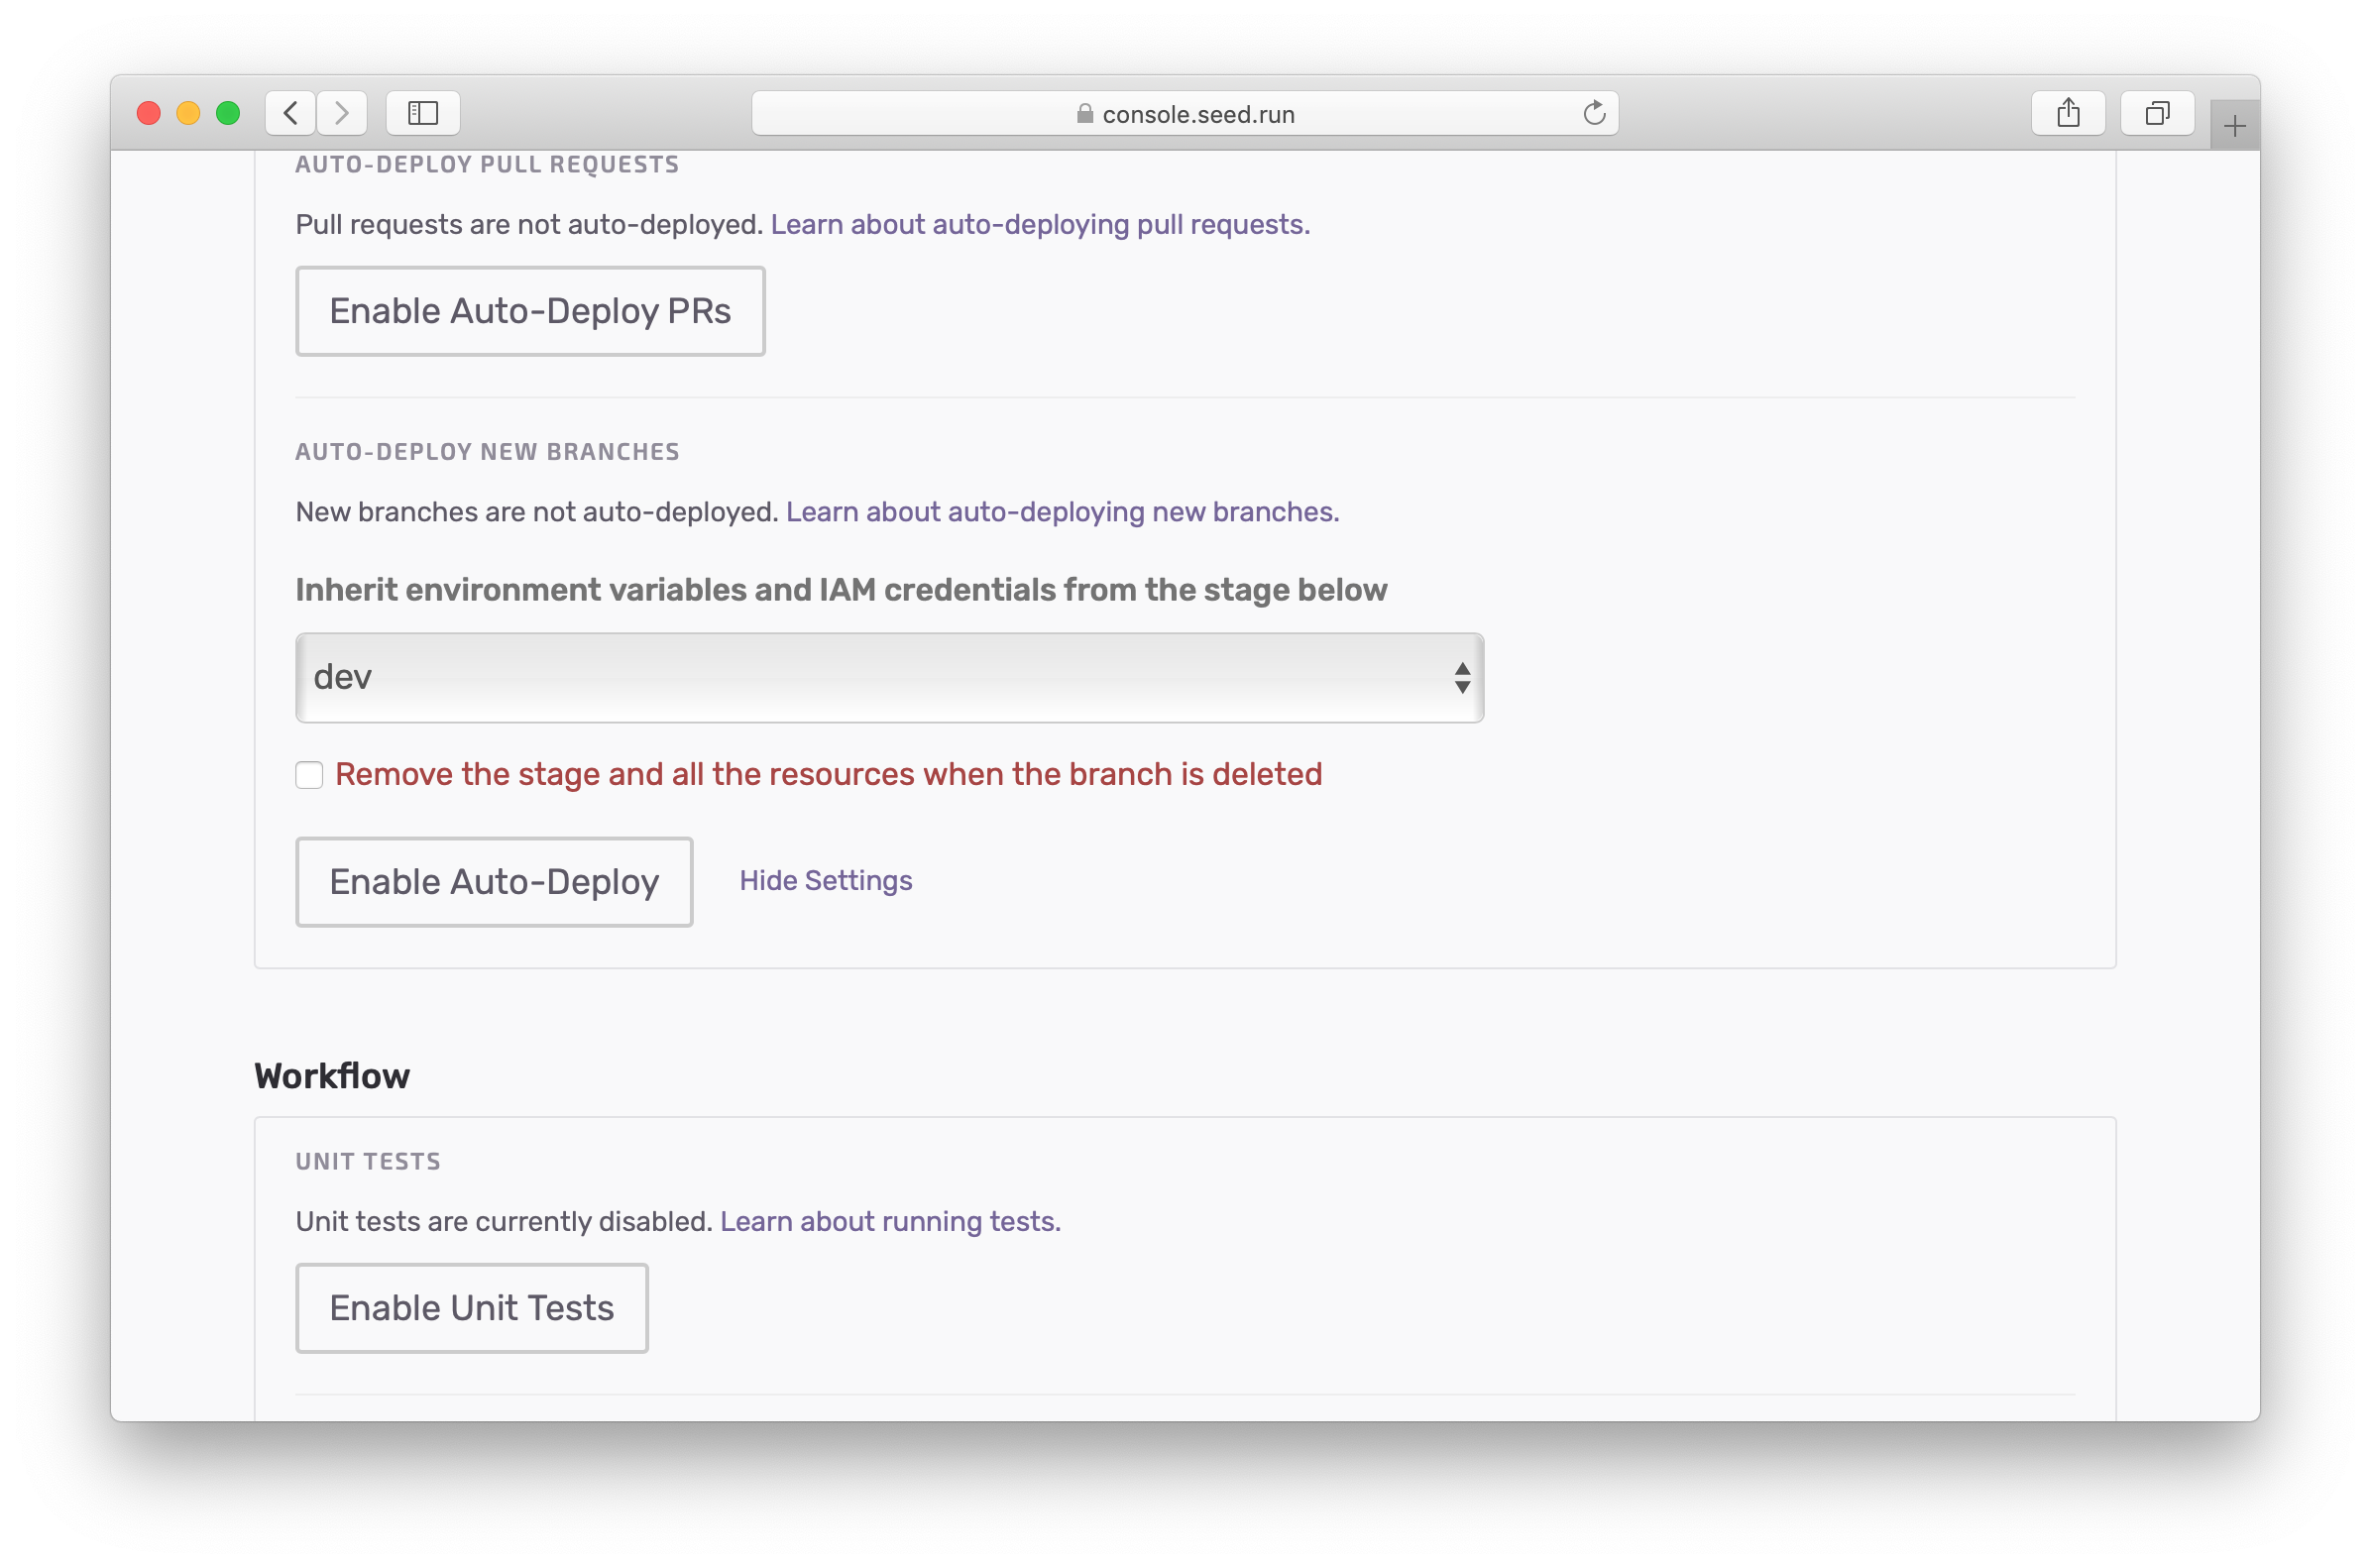 console.seed.run
AUTO-DEPLOY PULL REQUESTS
Pull requests are not auto-deployed. Learn about auto-deploying pull requests.
Enable Auto-Deploy PRs
AUTO-DEPLOY NEW BRANCHES
New branches are not auto-deployed. Learn about auto-deploying new branches.
Inherit environment variables and IAM credentials from the stage below
dev
Remove the stage and all the resources when the branch is deleted
Enable Auto-Deploy Hide Settings
Workflow
UNIT TESTS
Unit tests are currently disabled. Learn about running tests.
Enable Unit Tests